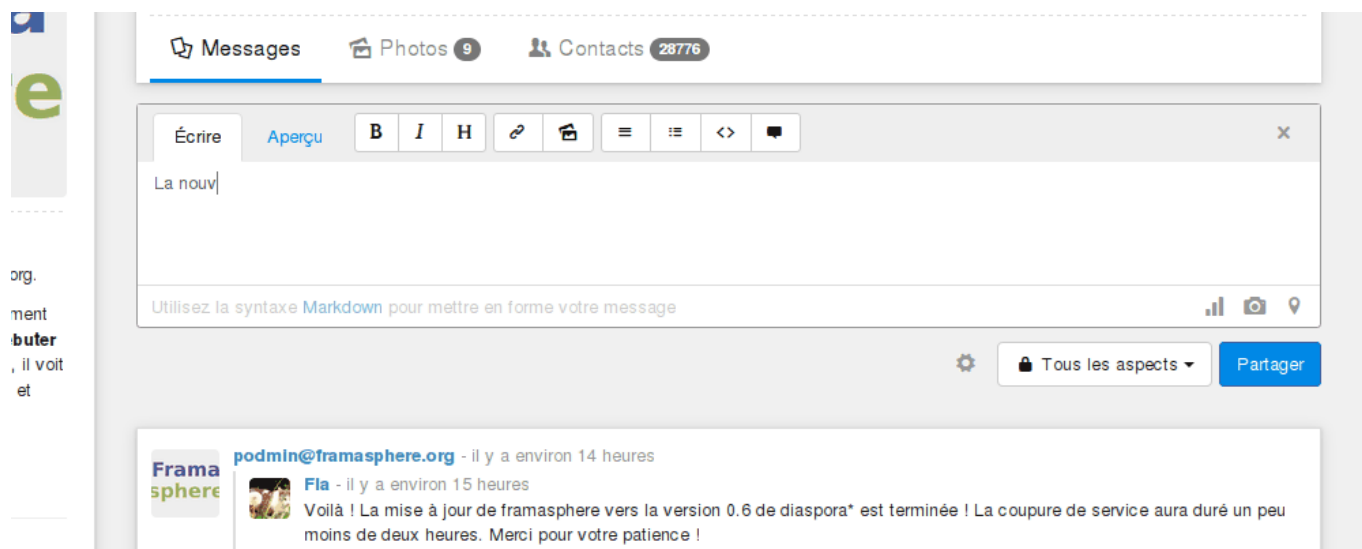 Messages Photos 9 Contacts 28776
Écrire Aperçu B I H
La nouv
Utilisez la syntaxe Markdown pour mettre en forme votre message
Tous les aspects Partager
org.
ment
buter
, il voit
et
podmin@framasphere.org - il y a environ 14 heures
Frama
sphere
Fla - il y a environ 15 heures
Voilà ! La mise à jour de framasphere vers la version 0.6 de diaspora* est terminée ! La coupure de service aura duré un peu
moins de deux heures. Merci pour votre patience !